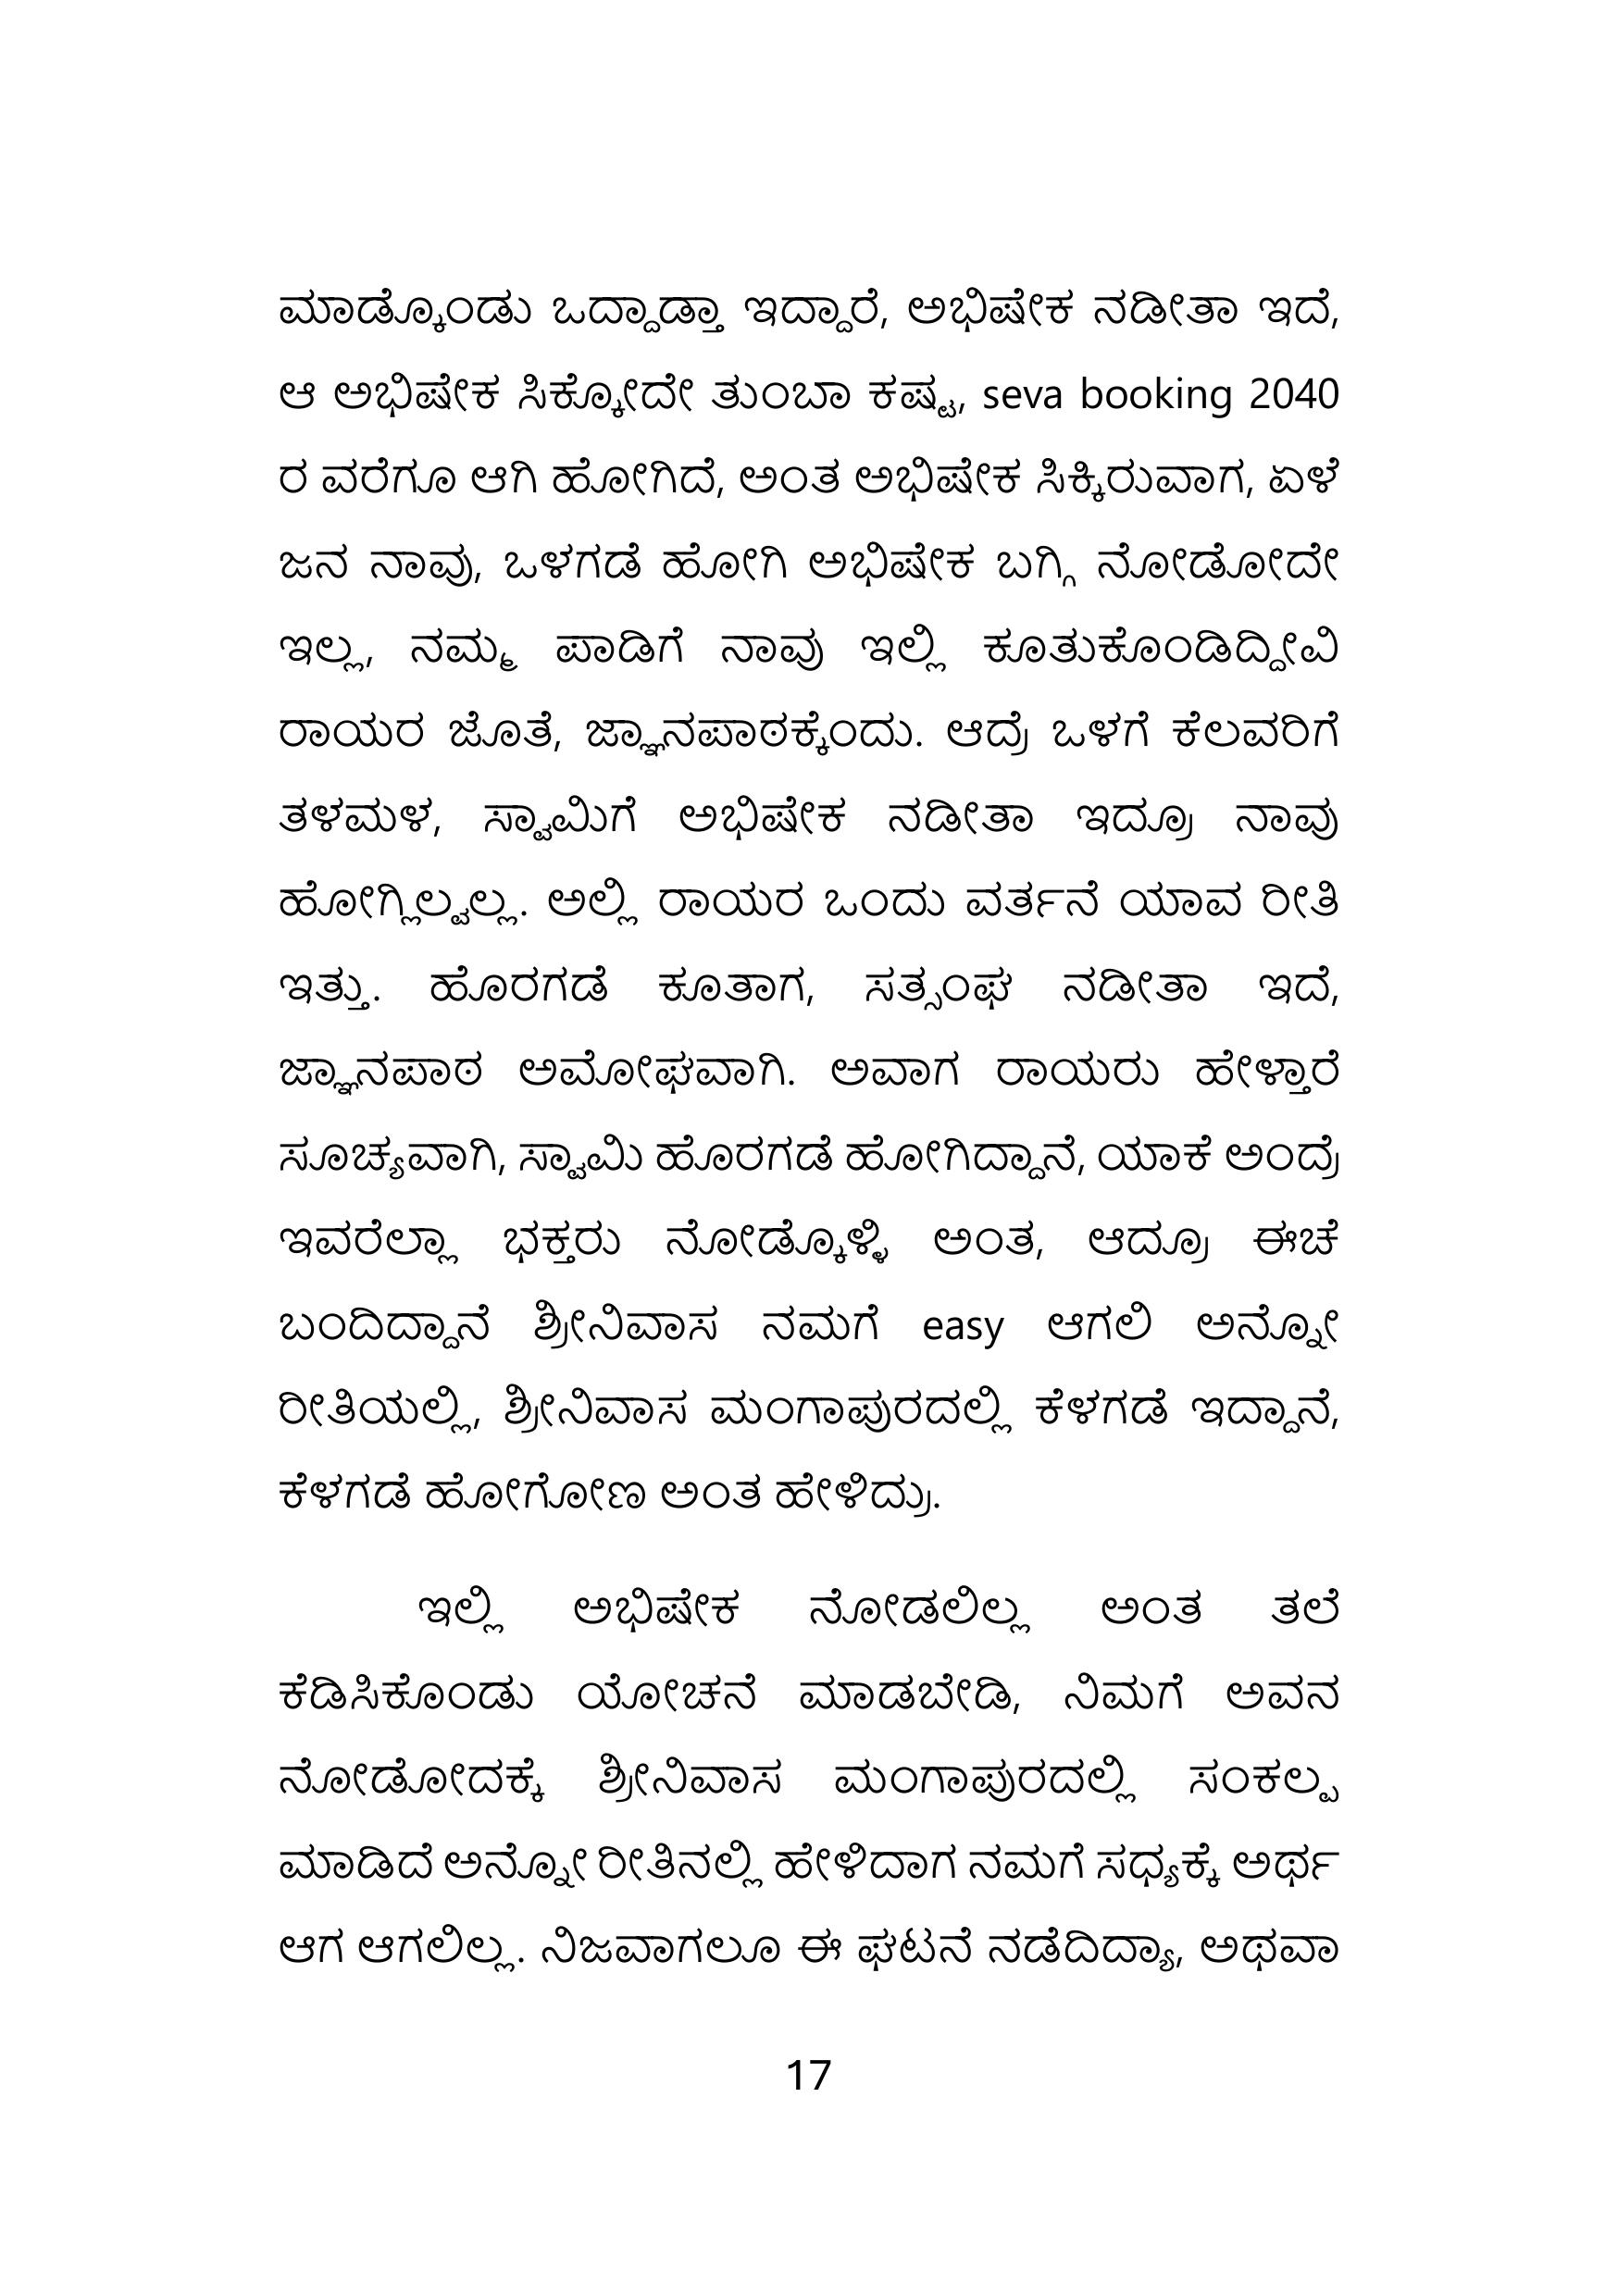 ಮಾಡ್ಕೊಂಡು ಒದ್ದಾಡ್ತಾ ಇದ್ದಾರೆ, ಅಭಿಷೇಕ ನಡೀತಾ ಇದೆ,
ಆ ಅಭಿಷೇಕ ಸಿಕ್ಕೋದೇ ತುಂಬಾ ಕಷ್ಟ, seva booking 2040
ರ ವರೆಗೂ ಆಗಿ ಹೋಗಿದೆ, ಅಂತ ಅಭಿಷೇಕ ಸಿಕ್ಕಿರುವಾಗ, ಏಳೆ
ಜನ ನಾವು, ಒಳಗಡೆ ಹೋಗಿ ಅಭಿಷೇಕ ಬಗ್ಗಿ ನೋಡೋದೇ
ಇಲ್ಲ, ನಮ್ಮ ಪಾಡಿಗೆ ನಾವು ಇಲ್ಲಿ ಕೂತುಕೊಂಡಿದ್ದೀವಿ
ರಾಯರ ಜೊತೆ, ಜ್ಞಾನಪಾಠಕ್ಕೆಂದು. ಆದ್ರೆ ಒಳಗೆ ಕೆಲವರಿಗೆ
ತಳಮಳ, ಸ್ವಾಮಿಗೆ ಅಭಿಷೇಕ ನಡೀತಾ ಇದ್ರೂ ನಾವು
ಹೋಗ್ಲಿಲ್ವಲ್ಲ. ಅಲ್ಲಿ ರಾಯರ ಒಂದು ವರ್ತನೆ ಯಾವ ರೀತಿ
ಇತ್ತು. ಹೊರಗಡೆ ಕೂತಾಗ, ಸತ್ಸಂಘ ನಡೀತಾ ಇದೆ,
ಜ್ಞಾನಪಾಠ ಅಮೋಘವಾಗಿ. ಅವಾಗ ರಾಯರು ಹೇಳ್ತಾರೆ
ಸೂಚ್ಯವಾಗಿ, ಸ್ವಾಮಿ ಹೊರಗಡೆ ಹೋಗಿದ್ದಾನೆ, ಯಾಕೆ ಅಂದ್ರೆ
ಇವರೆಲ್ಲಾ ಭಕ್ತರು ನೋಡ್ಕೊಳ್ಳಿ ಅಂತ, ಆದ್ರೂ ಈಚೆ
ಬಂದಿದ್ದಾನೆ ಶ್ರೀನಿವಾಸ ನಮಗೆ easy ಆಗಲಿ ಅನ್ನೋ
ರೀತಿಯಲ್ಲಿ, ಶ್ರೀನಿವಾಸ ಮಂಗಾಪುರದಲ್ಲಿ ಕೆಳಗಡೆ ಇದ್ದಾನೆ,
ಕೆಳಗಡೆ ಹೋಗೋಣ ಅಂತ ಹೇಳಿದ್ರು.
ಇಲ್ಲಿ ಅಭಿಷೇಕ ನೋಡಲಿಲ್ಲ ಅಂತ ತಲೆ
ಕೆಡಿಸಿಕೊಂಡು ಯೋಚನೆ ಮಾಡಬೇಡಿ, ನಿಮಗೆ ಅವನ
ನೋಡೋದಕ್ಕೆ ಶ್ರೀನಿವಾಸ ಮಂಗಾಪುರದಲ್ಲಿ ಸಂಕಲ್ಪ
ಮಾಡಿದೆ ಅನ್ನೋ ರೀತಿನಲ್ಲಿ ಹೇಳಿದಾಗ ನಮಗೆ ಸಧ್ಯಕ್ಕೆ ಅರ್ಥ
ಆಗ ಆಗಲಿಲ್ಲ. ನಿಜವಾಗಲೂ ಈ ಘಟನೆ ನಡೆದಿದ್ಯಾ, ಅಥವಾ
17